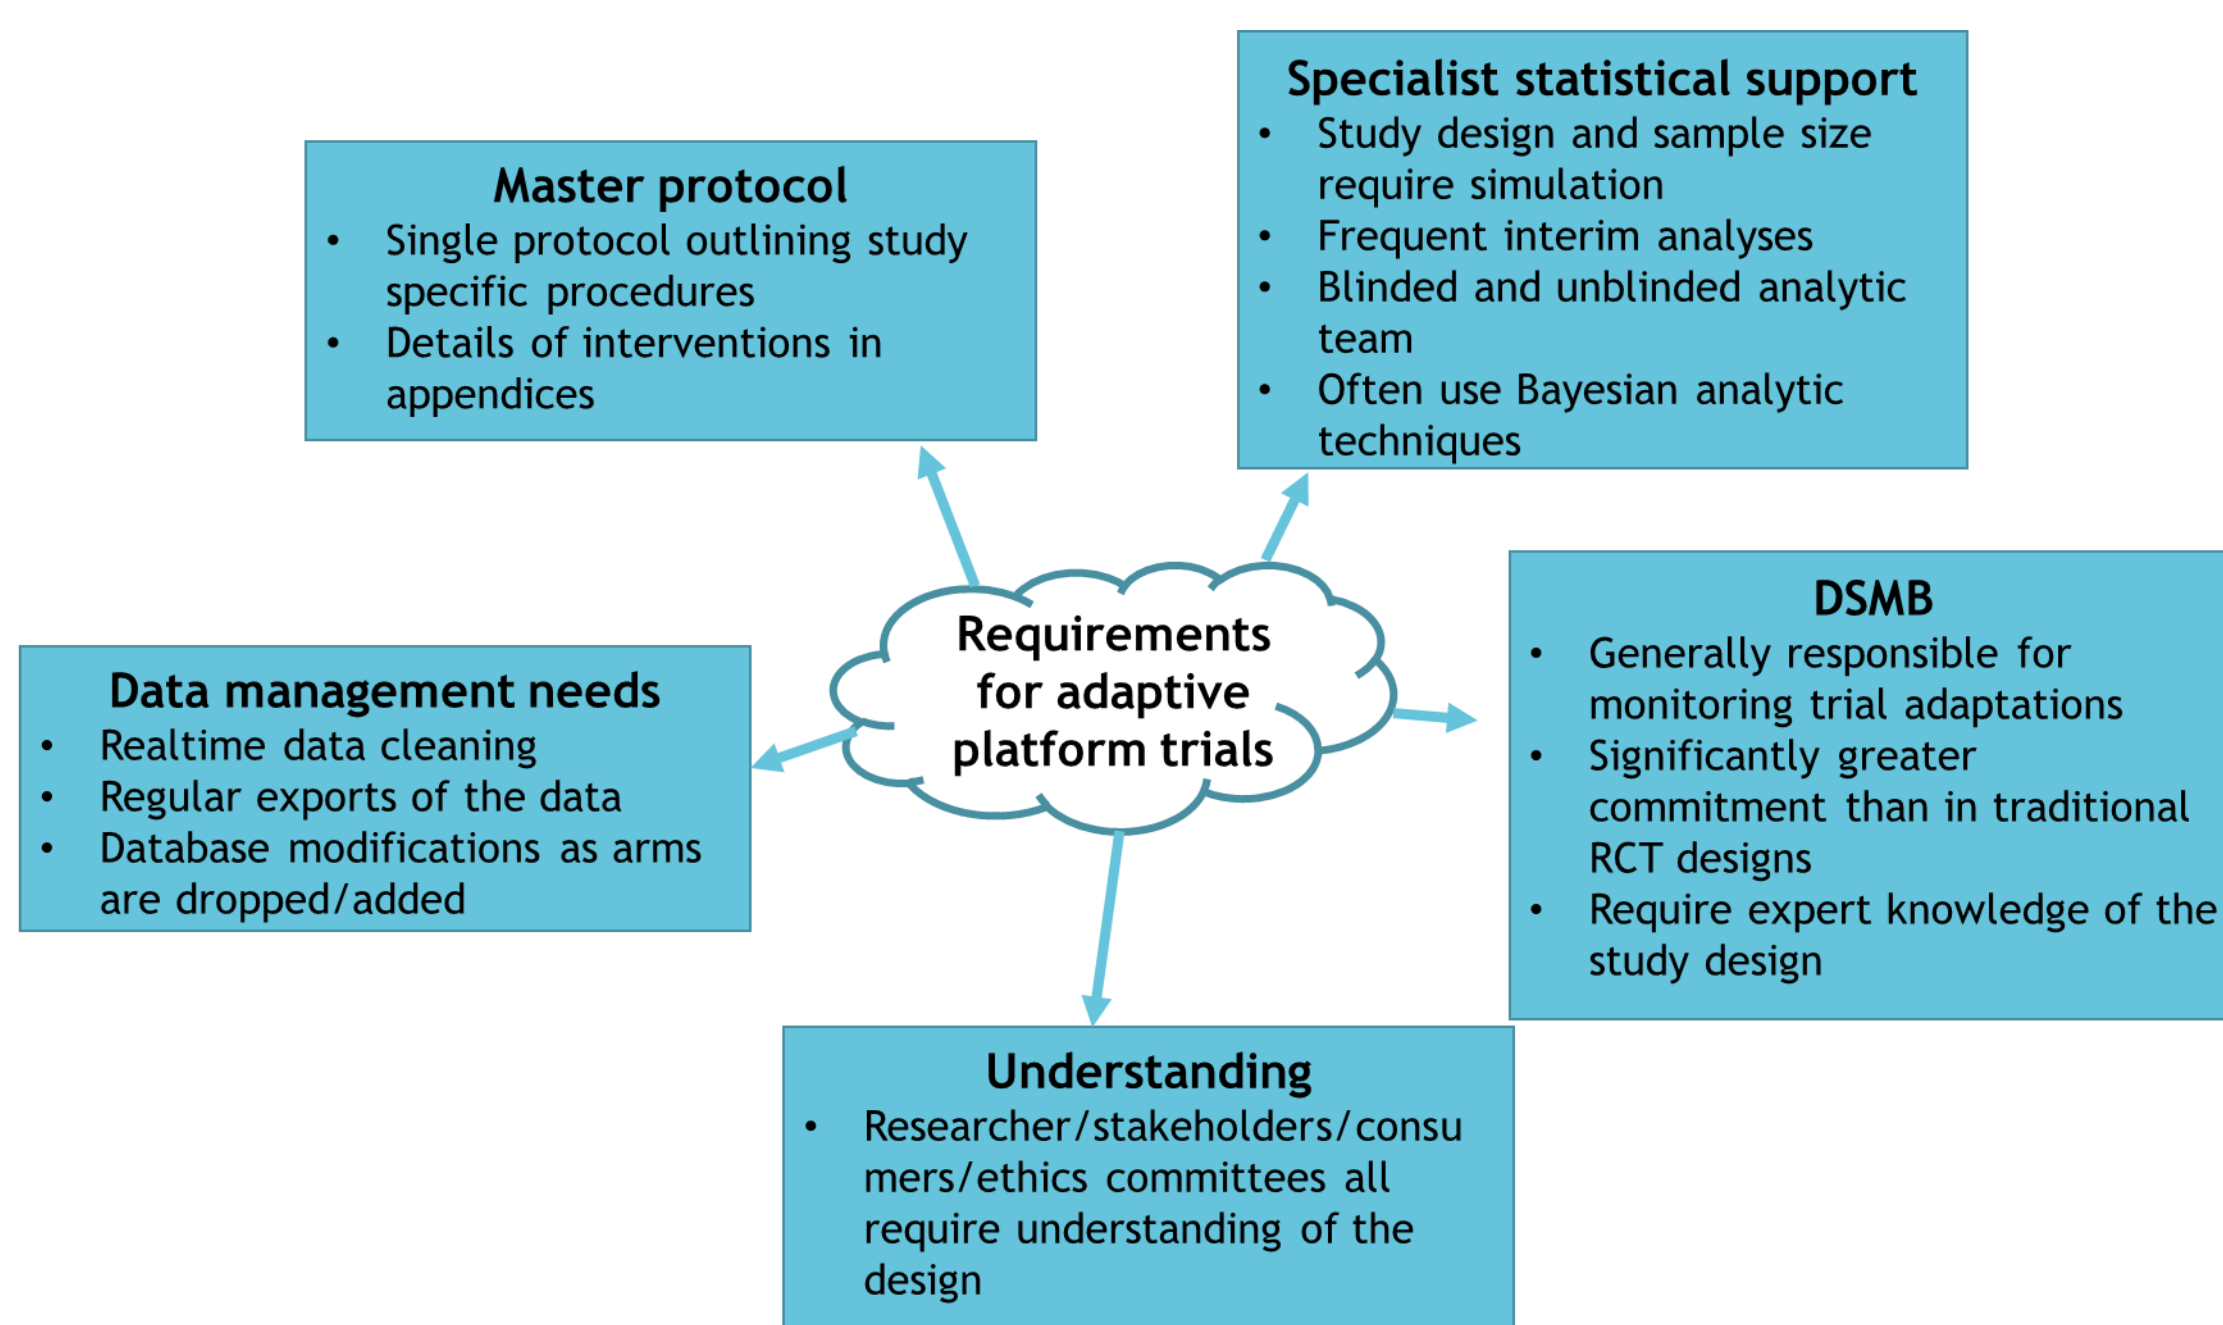 Specialist statistical support
• Study design and sample size
require simulation
• Frequent interim analyses
• Blinded and unblinded analytic
team
• Often use Bayesian analytic
techniques
Master protocol
• Single protocol outlining study
specific procedures
• Details of interventions in
appendices
Requirements
for adaptive
platform trials
DSMB
• Generally responsible for
monitoring trial adaptations
• Significantly greater
commitment than in traditional
RCT designs
• Require expert knowledge of the
study design
Data management needs
• Realtime data cleaning
• Regular exports of the data
• Database modifications as arms
are dropped/added
Understanding
• Researcher/stakeholders/consu
mers/ethics committees all
require understanding of the
design